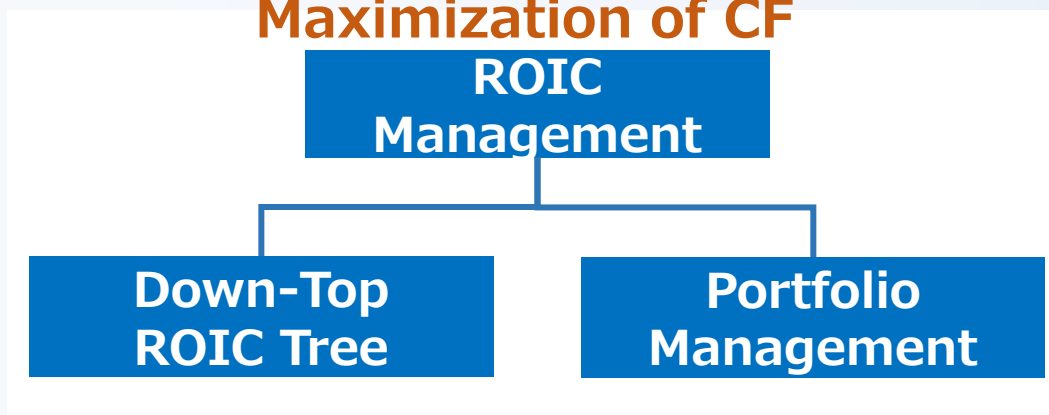 Maximization of CF
ROIC
Management
Down-Top
ROIC Tree
Portfolio
Management